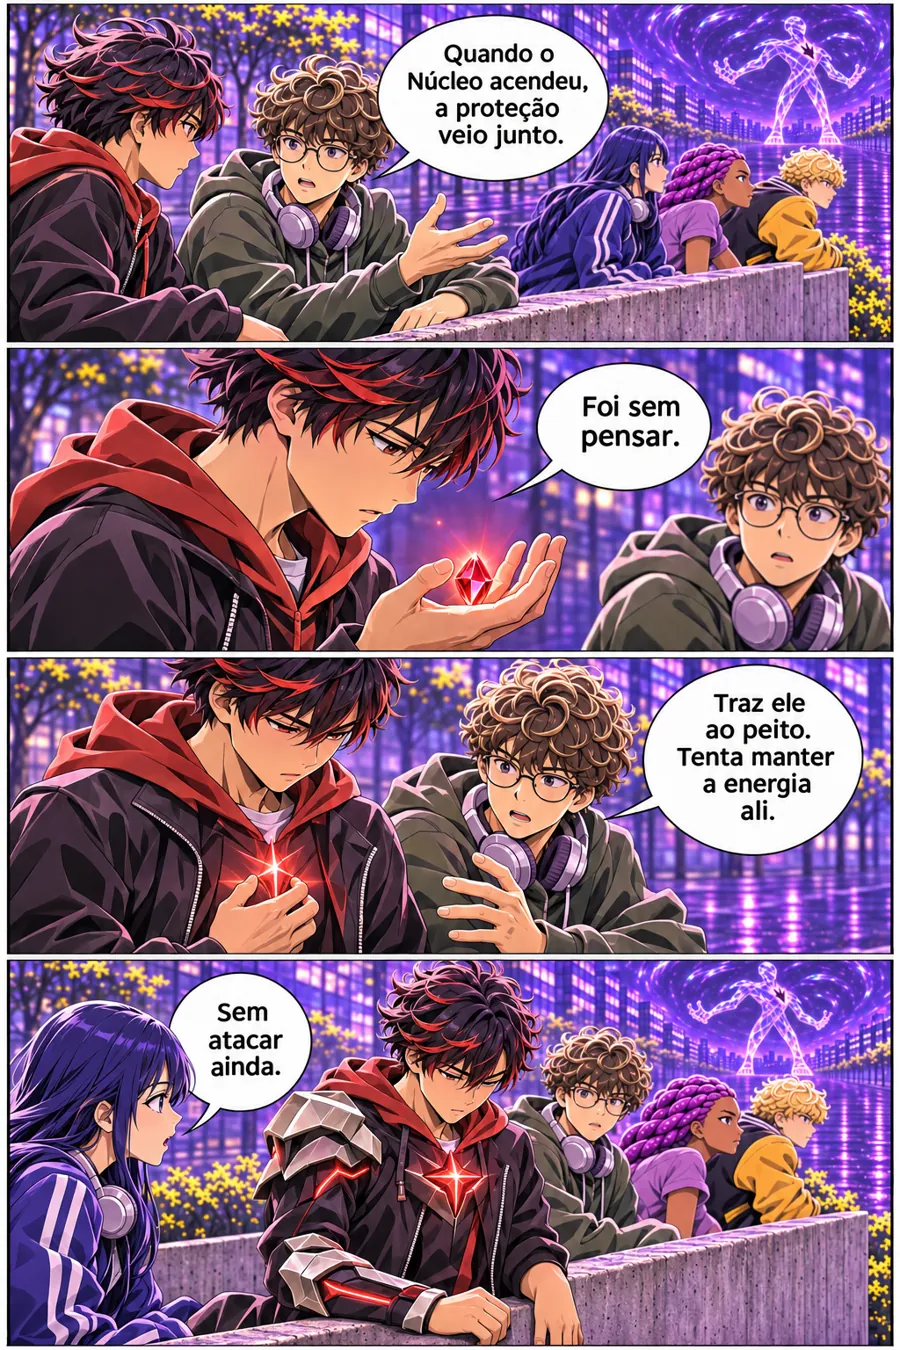 Quando o
Núcleo acendeu,
a proteção
veio junto.
Foi sem
pensar.
Traz ele
ao peito.
Tenta manter
a energia
ali.
Sem
atacar
ainda.